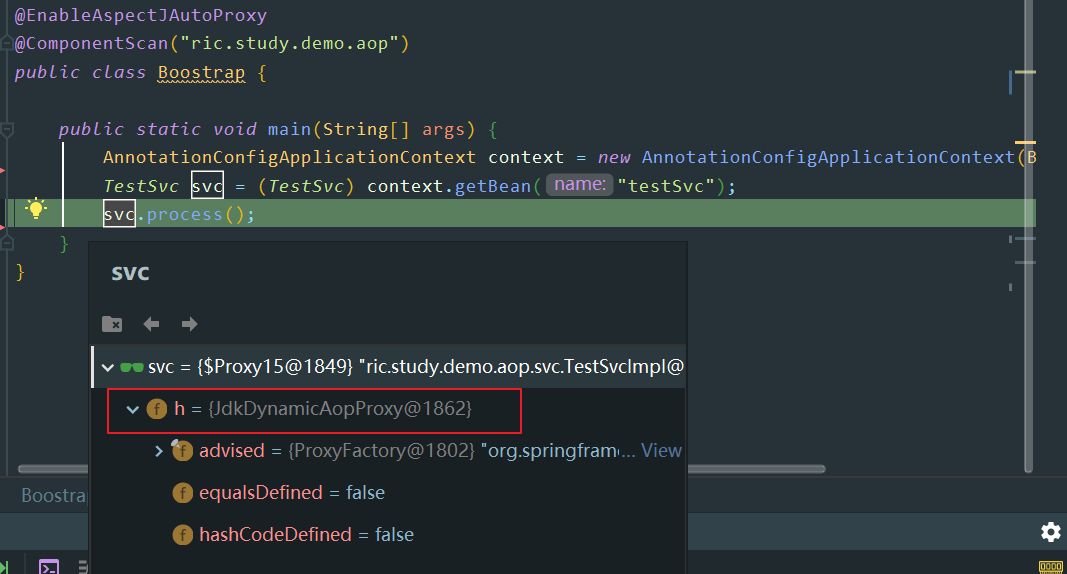 @EnableAspectJAutoProxy
@ComponentScan("ric.study.demo.aop")
public class Boostrap {
public static void main(String[] args) {
AnnotationConfigApplicationContext context = new AnnotationConfigApplicationContext(B
TestSvc svc = (TestSvc) context.getBean( name: "testSvc");
svc.process();
}
}
svc
svc = {$Proxy15@1849} "ric.study.demo.aop.svc.TestSvcImpl@
f h = {JdkDynamicAopProxy@1862}
f advised = {ProxyFactory@1802} "org.springframe... View
f equalsDefined = false
f hashCodeDefined = false
Boostra